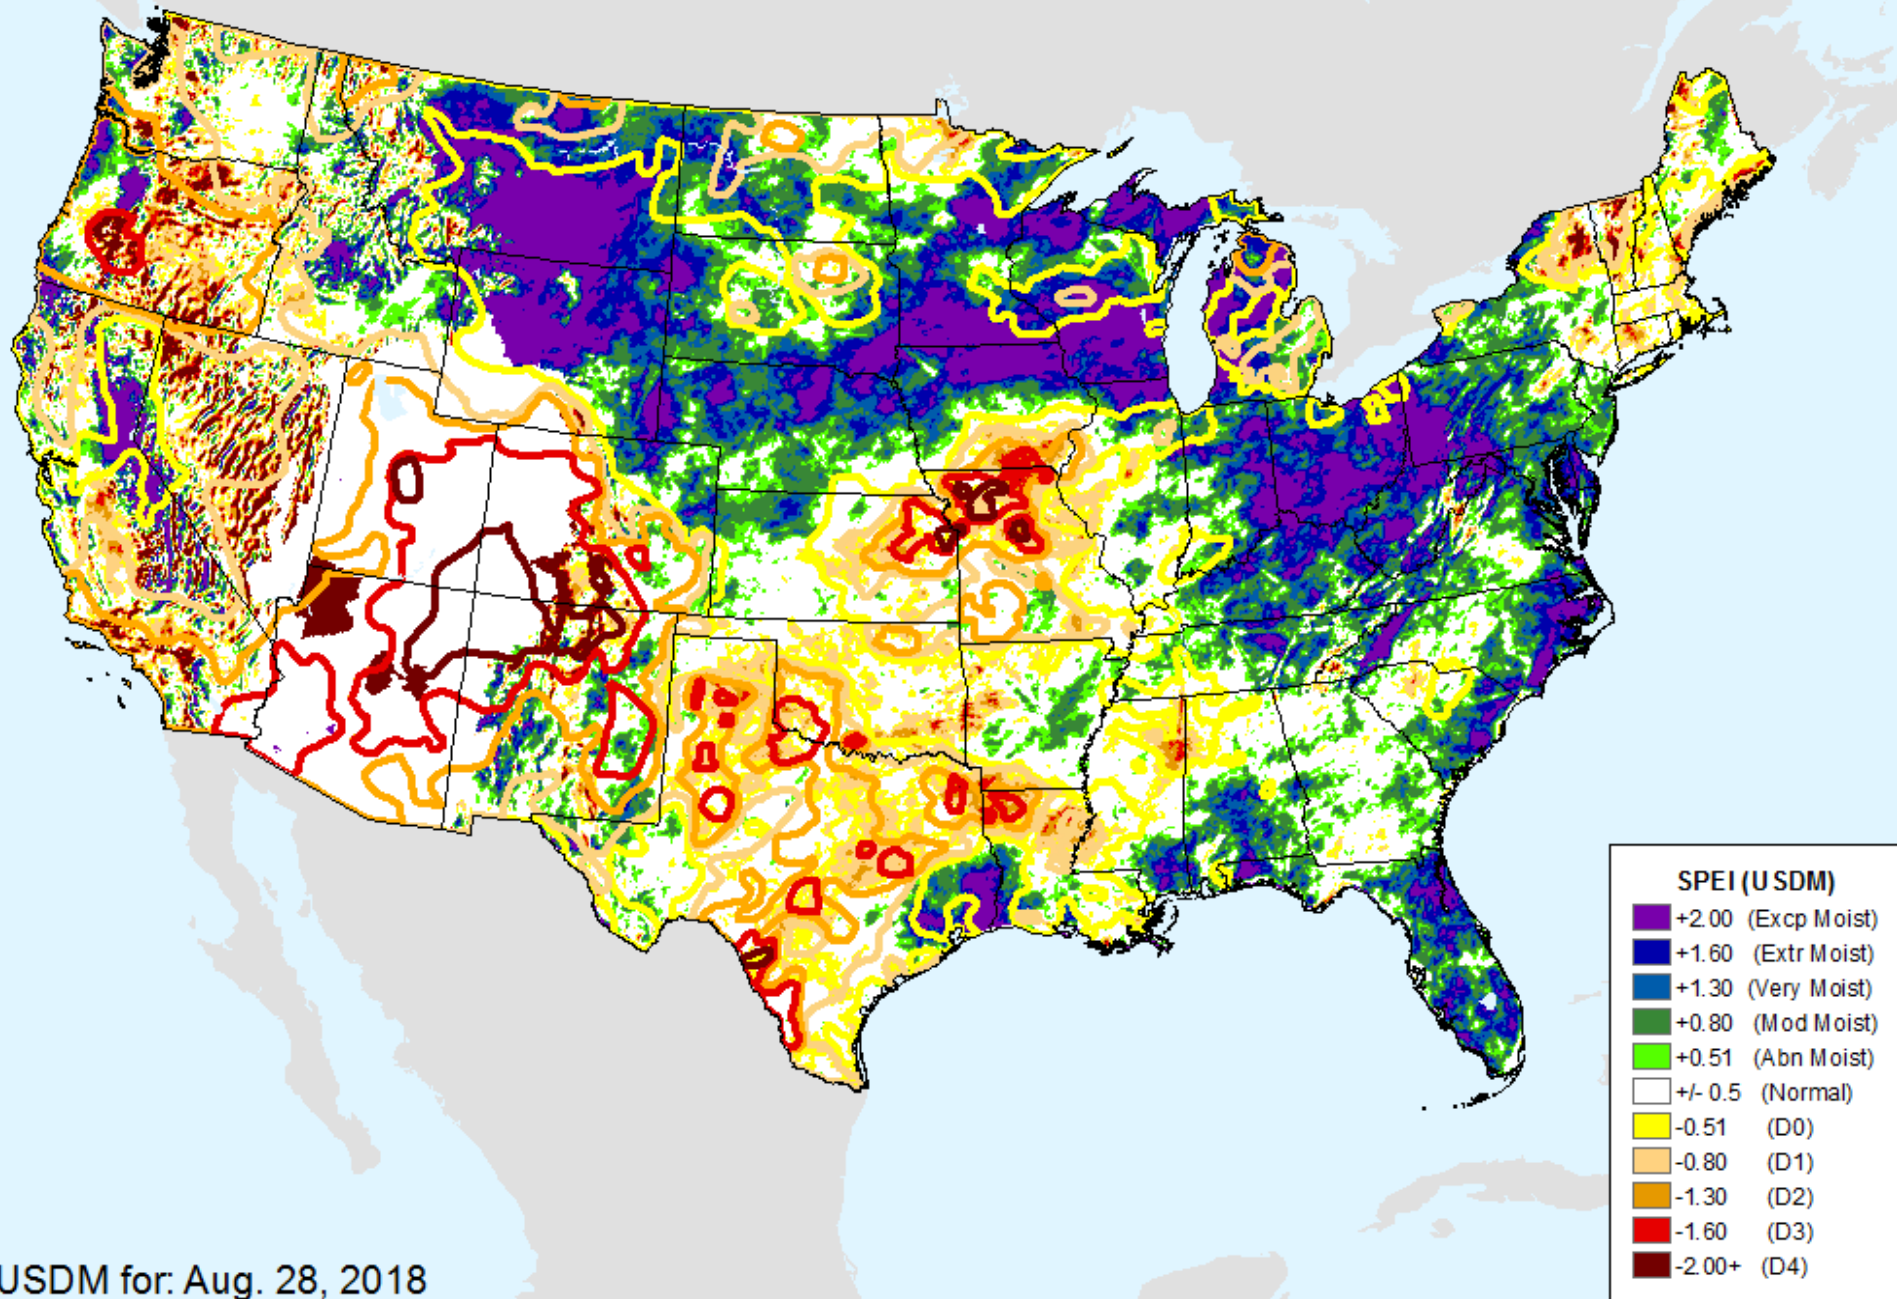 SPEI (USDM)
+2.00 (Excp Moist)
+1.60 (Extr Moist)
+1.30 (Very Moist)
+0.80 (Mod Moist)
+0.51 (Abn Moist)
+/- 0.5 (Normal)
-0.51 (D0)
-0.80 (D1)
-1.30 (D2)
-1.60 (D3)
-2.00+ (D4)
USDM for: Aug. 28, 2018